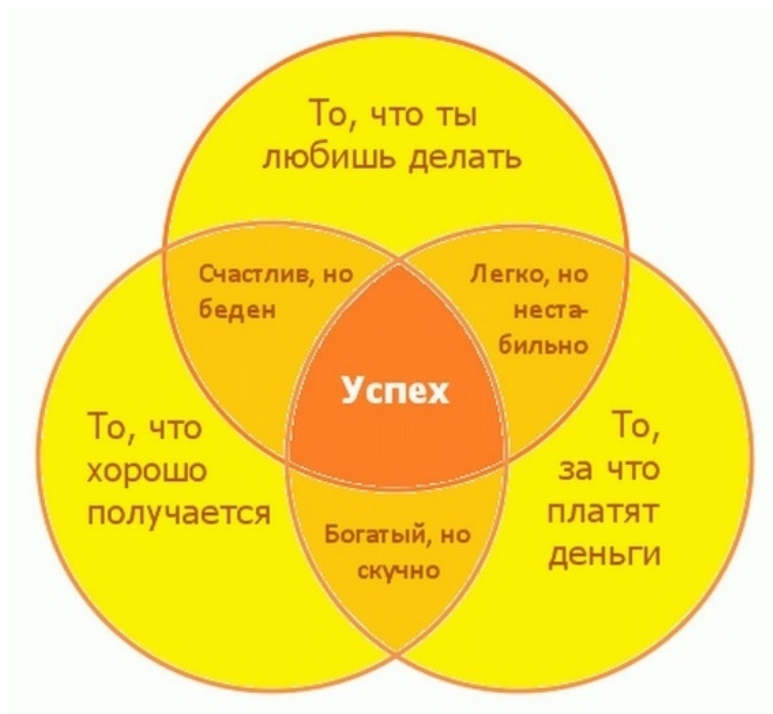 То, что ты
любишь делать
Счастлив, но
беден
Легко, но
неста-
бильно
Успех
То, что
хорошо
получается
То,
за что
платят
деньги
Богатый, но
скучно